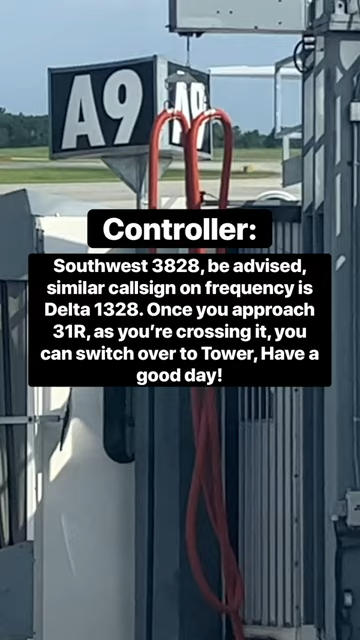 A9
A9
Controller:
Southwest 3828, be advised,
similar callsign on frequency is
Delta 1328. Once you approach
31R, as you're crossing it, you
can switch over to Tower, Have a
good day!